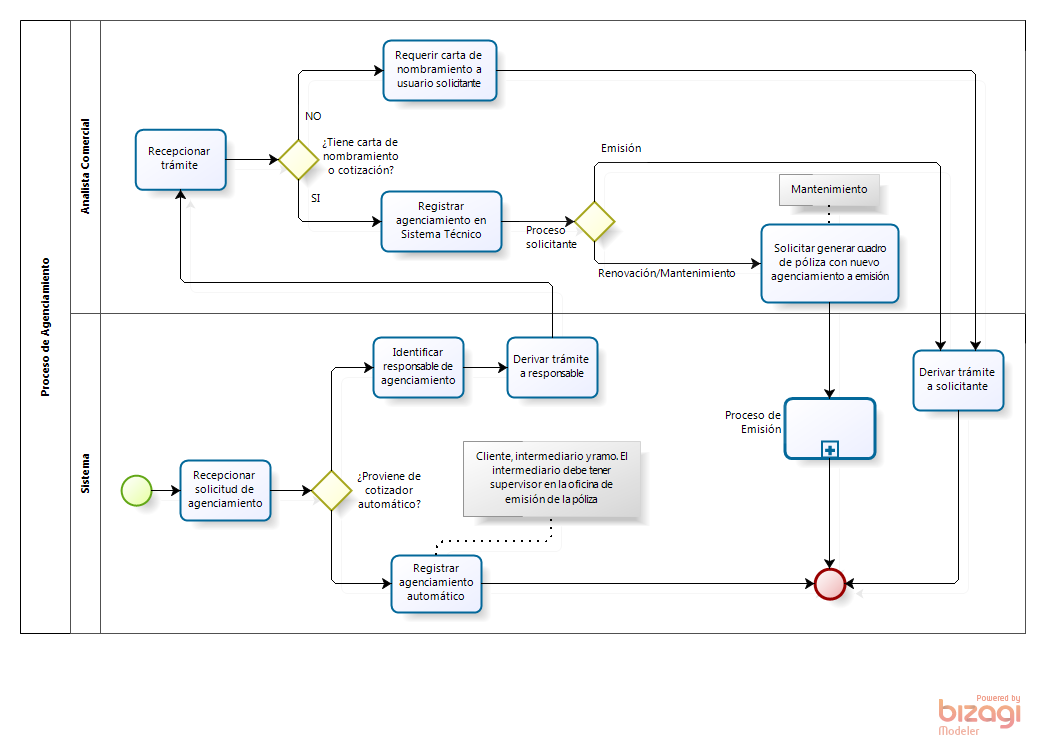 Proceso de Agenciamiento
Analista Comercial
Requerir carta de
nombramiento a
usuario solicitante
NO
Recepcionar
trámite
¿Tiene carta de
nombramiento
o cotización?
SI
Registrar
agenciamiento en
Sistema Técnico
Proceso
solicitante
Emisión
Mantenimiento
Renovación/Mantenimiento
Solicitar generar cuadro
de póliza con nuevo
agenciamiento a emisión
Sistema
Identificar
responsable de
agenciamiento
Derivar trámite
a responsable
Derivar trámite
a solicitante
Proceso de
Emisión
Recepcionar
solicitud de
agenciamiento
¿Proviene de
cotizador
automático?
Cliente, intermediario y ramo. El
intermediario debe tener
supervisor en la oficina de
emisión de la póliza
Registrar
agenciamiento
automático
Powered by
bizagi
Modeler